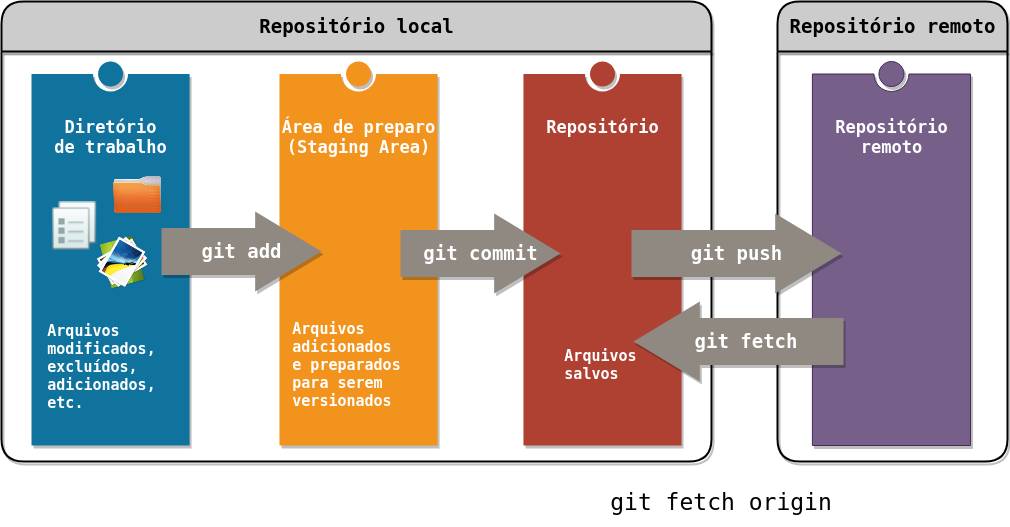 Repositório local
Repositório remoto
Diretório
de trabalho
Área de preparo
(Staging Area)
Repositório
Repositório
remoto
git add
git commit
git push
git fetch
Arquivos
modificados,
excluídos,
adicionados,
etc.
Arquivos
adicionados
e preparados
para serem
versionados
Arquivos
salvos
git fetch origin